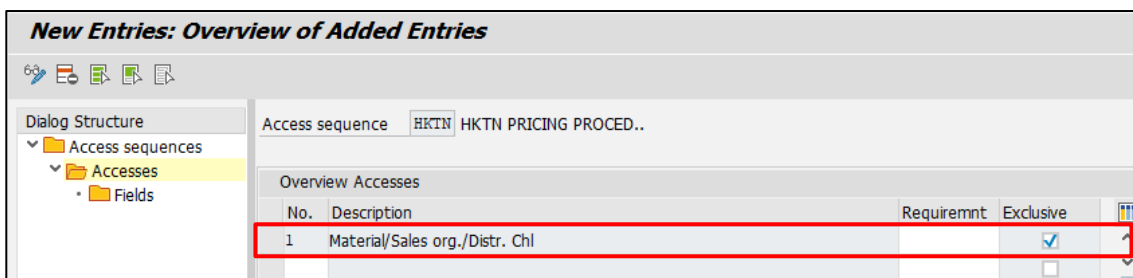 New Entries: Overview of Added Entries
Dialog Structure
Access sequences
Accesses
Fields
Access sequence HKTN HKTN PRICING PROCED..
Overview Accesses
No. Description Requiremnt Exclusive
1 Material/Sales org./Distr. Chl